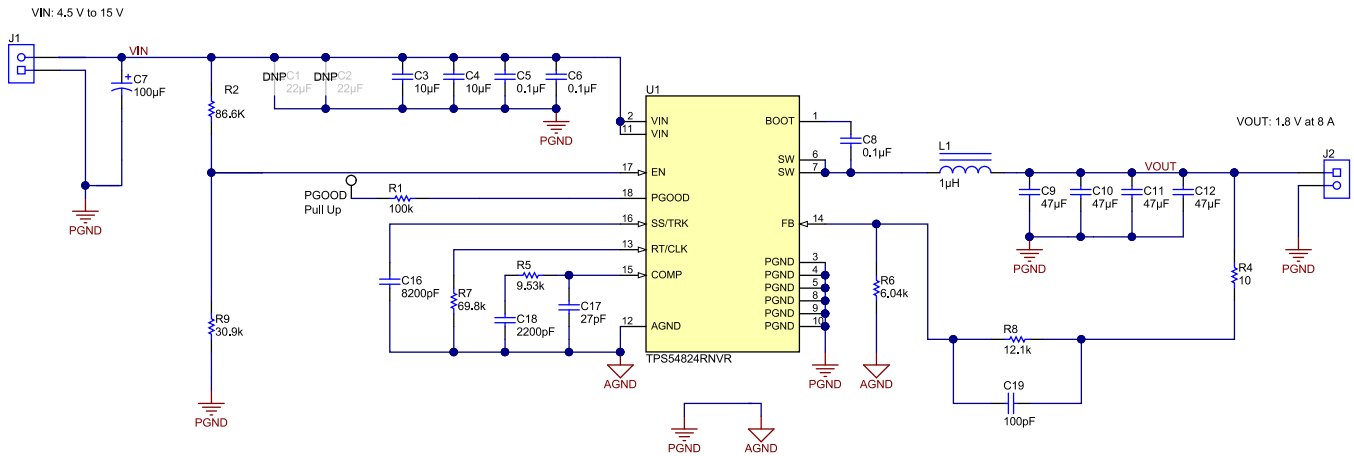 VIN: 4.5 V to 15 V
J1
VIN
C7
100µF
PGND
R2
86.6K
R9
30.9k
PGND
DNP C1
22µF
DNP C2
22µF
C3
10µF
C4
10µF
C5
0.1µF
C6
0.1µF
PGND
PGOOD
Pull Up
R1
100k
C16
8200pF
R7
69.8k
R5
9.53k
C18
2200pF
C17
27pF
AGND
U1
2 VIN
11 VIN
17 EN
18 PGOOD
16 SS/TRK
13 RT/CLK
15 COMP
12 AGND
BOOT 1
SW 6
SW 7
FB 14
PGND 3
PGND 4
PGND 5
PGND 8
PGND 9
PGND 10
TPS54824RNVR
PGND
PGND
AGND
C8
0.1µF
L1
1µH
R6
6.04k
AGND
VOUT
C9
47µF
C10
47µF
C11
47µF
C12
47µF
PGND
R4
10
R8
12.1k
C19
100pF
VOUT: 1.8 V at 8 A
J2
PGND